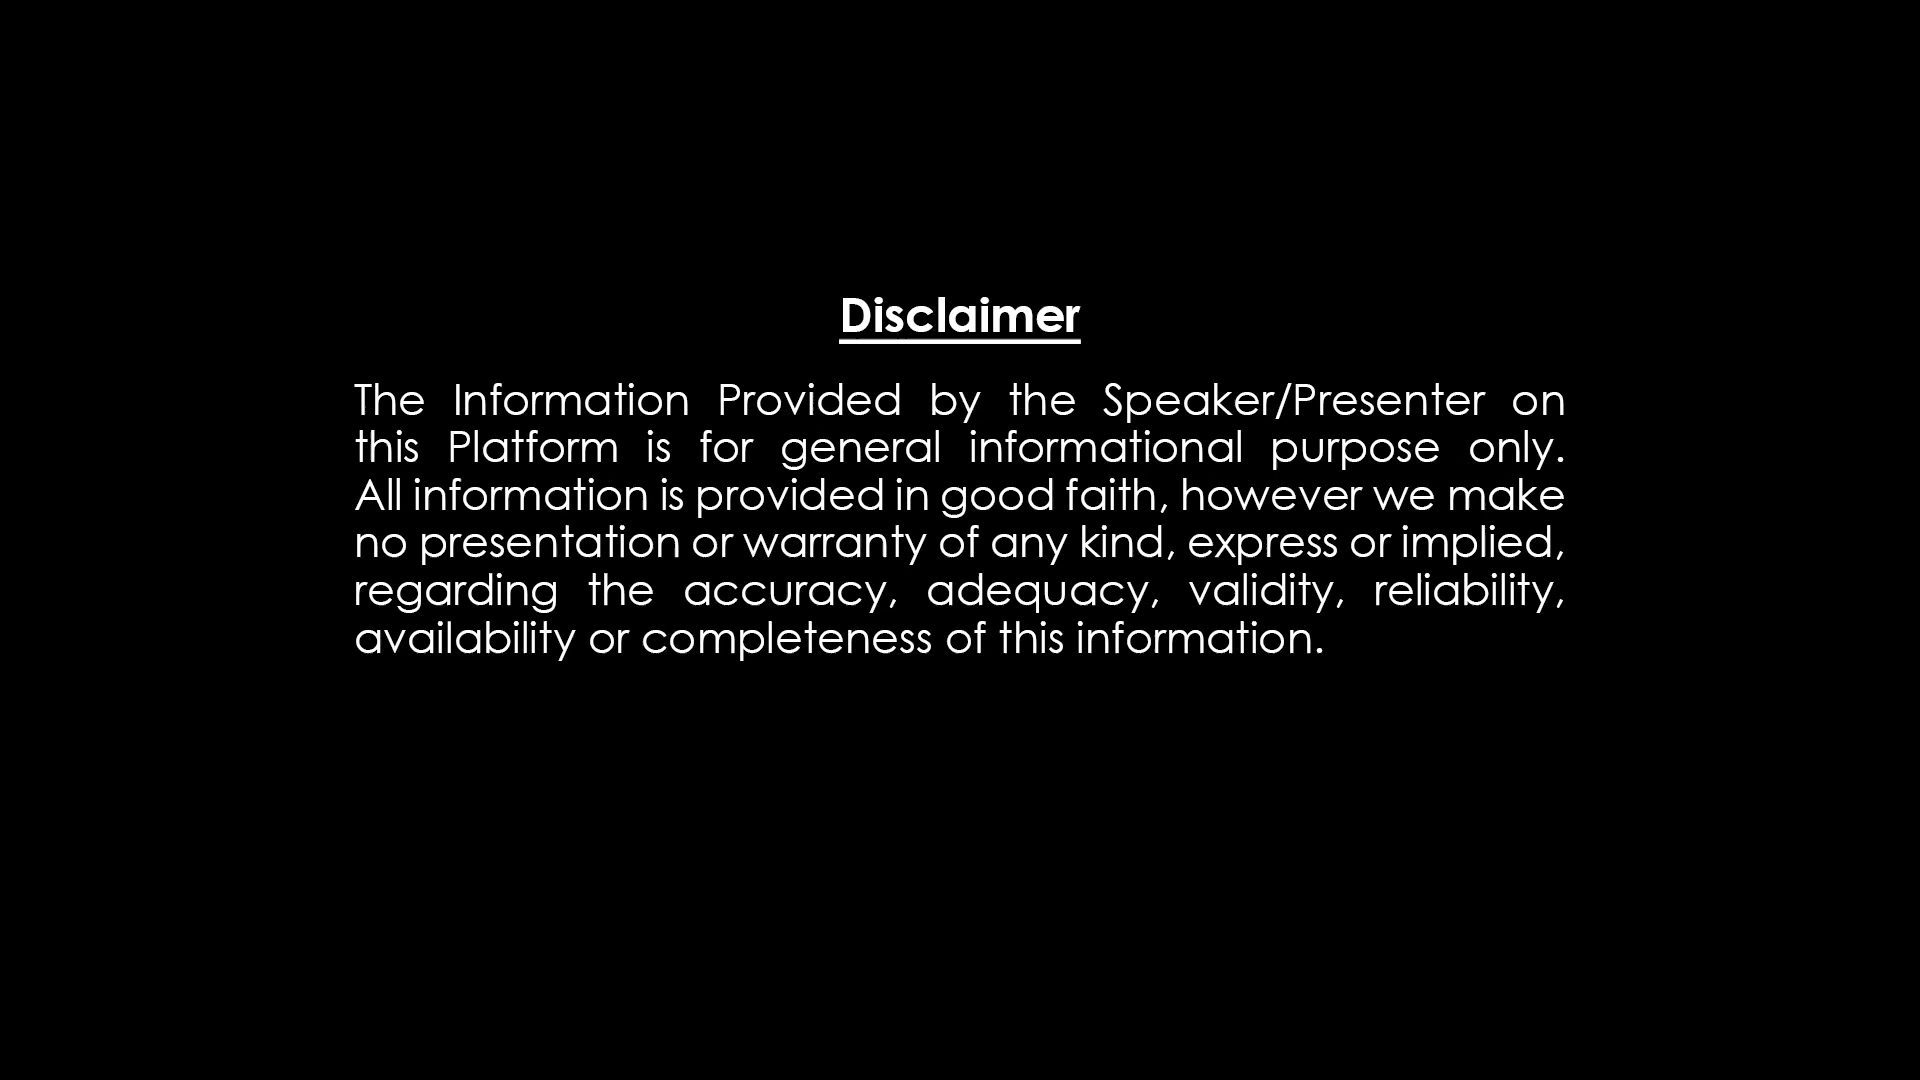 Disclaimer
The Information Provided by the Speaker/Presenter on
this Platform is for general informational purpose only.
All information is provided in good faith, however we make
no presentation or warranty of any kind, express or implied,
regarding the accuracy, adequacy, validity, reliability,
availability or completeness of this information.